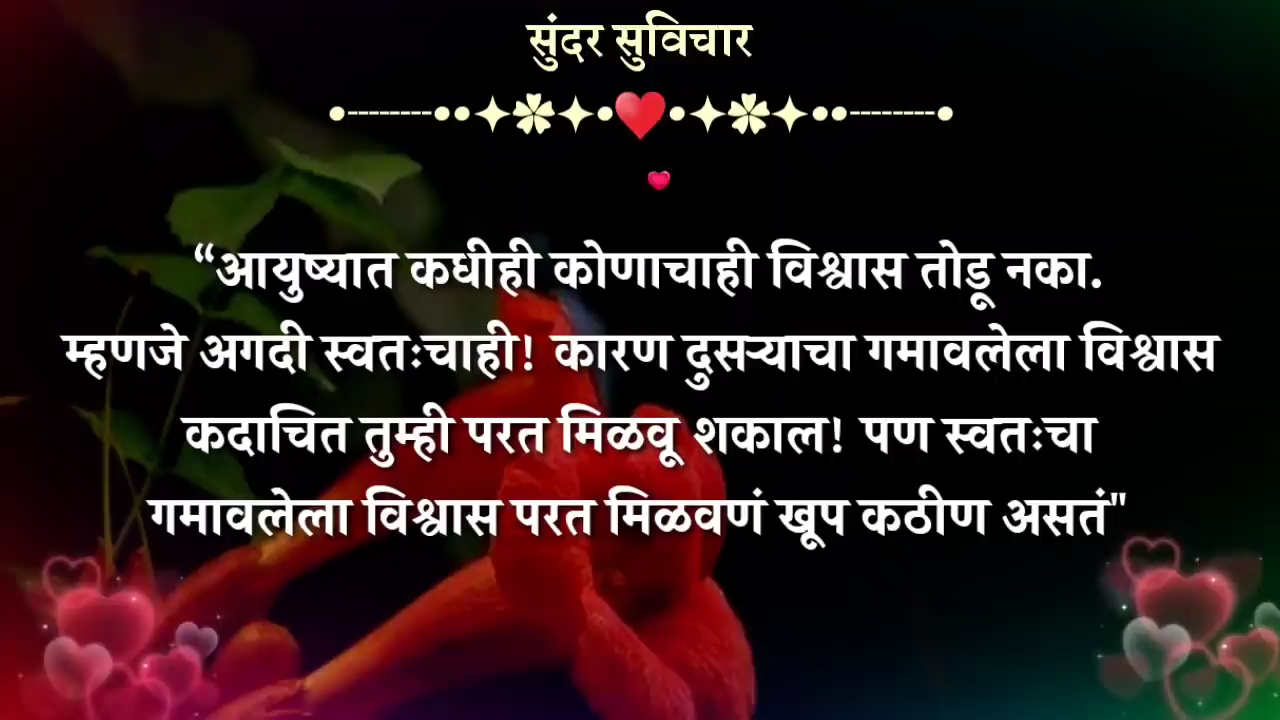 सुंदर सुविचार
•--------••✦✤✦•♥•✦✤✦••--------•
“आयुष्यात कधीही कोणाचाही विश्वास तोडू नका.
म्हणजे अगदी स्वतःचाही! कारण दुसऱ्याचा गमावलेला विश्वास
कदाचित तुम्ही परत मिळवू शकाल! पण स्वतःचा
गमावलेला विश्वास परत मिळवणं खूप कठीण असतं"